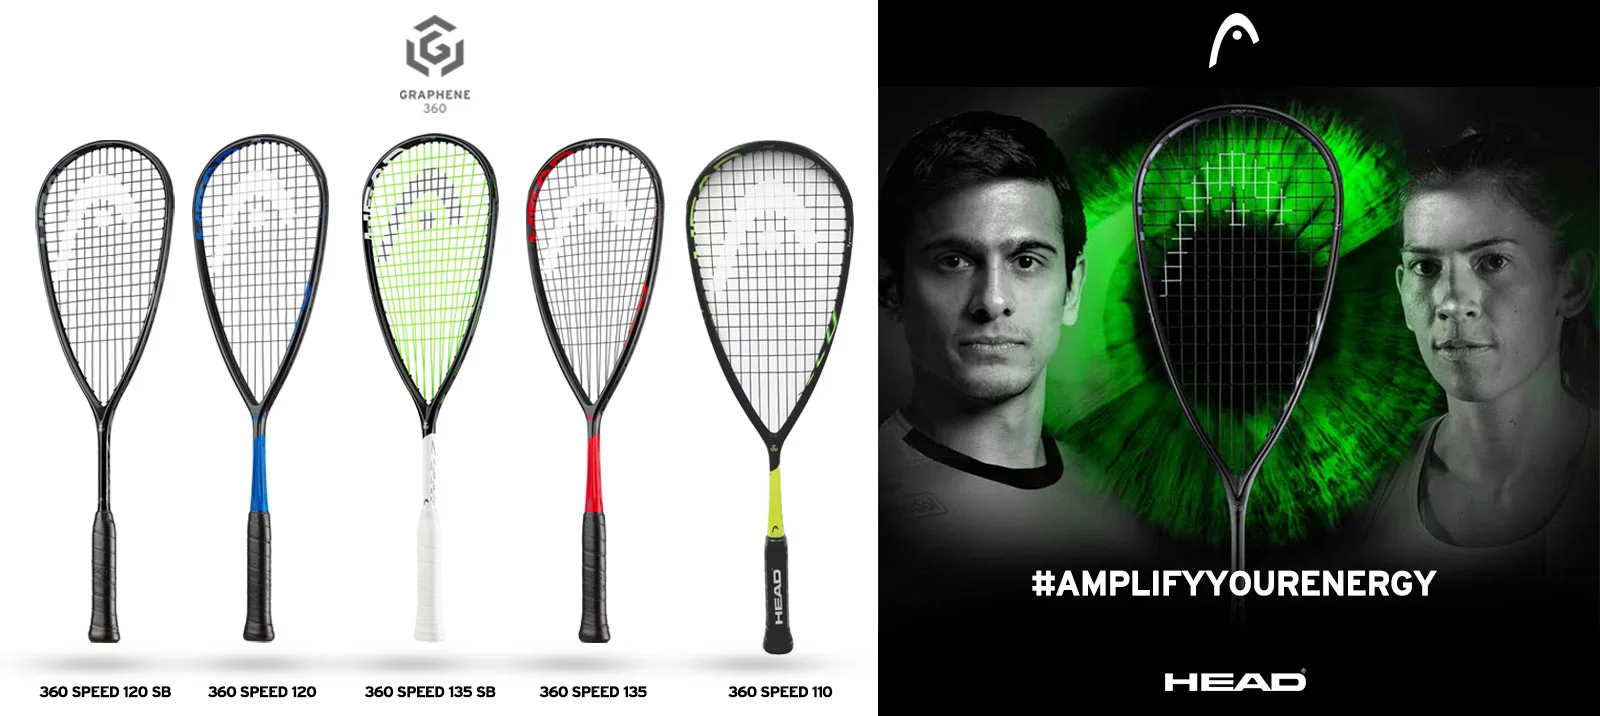 GRAPHENE
360
HEAD
360 SPEED 120 SB
360 SPEED 120
360 SPEED 135 SB
360 SPEED 135
360 SPEED 110
#AMPLIFYYOURENERGY
HEAD